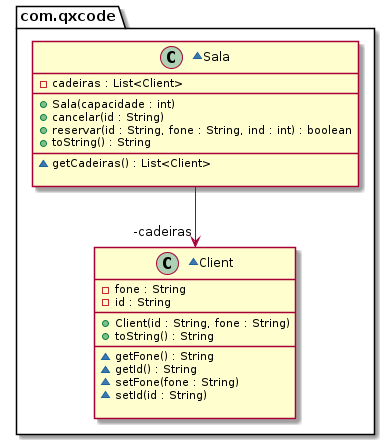 com.qxcode
C Sala
cadeiras : List<Client>
Sala(capacidade : int)
cancelar(id : String)
reservar(id : String, fone : String, ind : int) : boolean
toString() : String
getCadeiras() : List<Client>
-cadeiras
C Client
fone : String
id : String
Client(id : String, fone : String)
toString() : String
getFone() : String
getId() : String
setFone(fone : String)
setId(id : String)